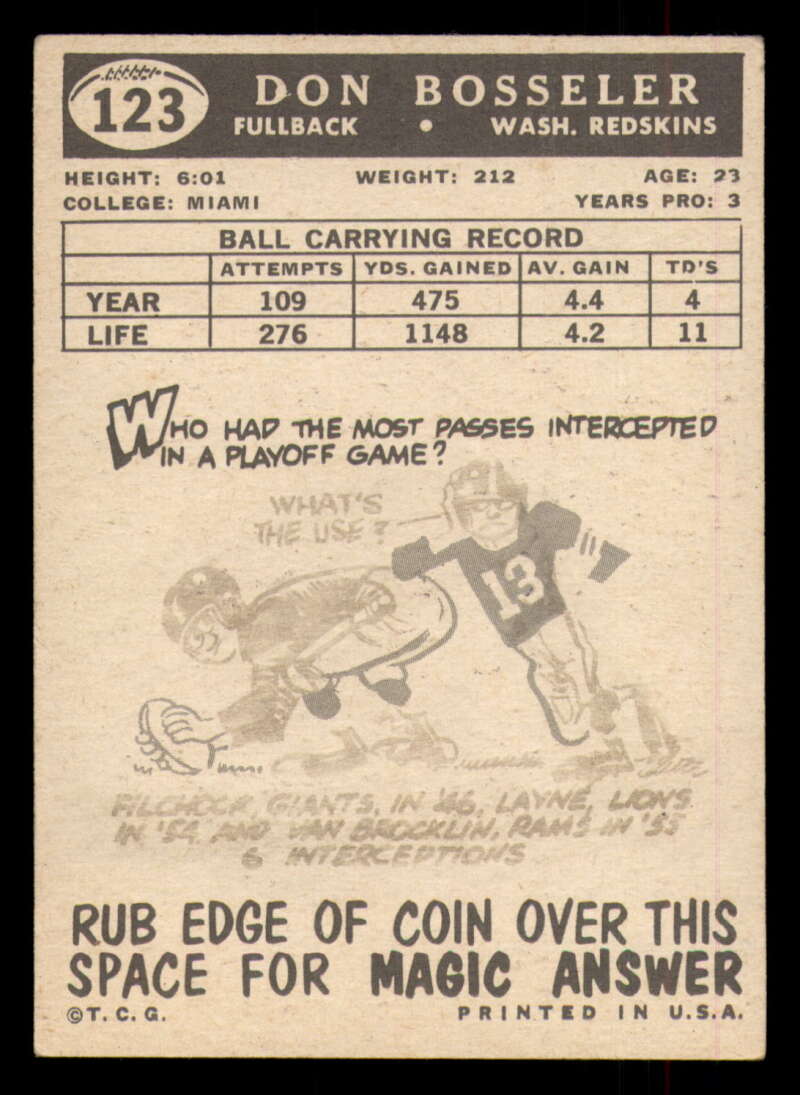 123
DON BOSSELER
FULLBACK • WASH. REDSKINS
HEIGHT: 6:01 WEIGHT: 212 AGE: 23
COLLEGE: MIAMI YEARS PRO: 3
BALL CARRYING RECORD
ATTEMPTS YDS. GAINED AV. GAIN TD'S
YEAR 109 475 4.4 4
LIFE 276 1148 4.2 11
WHO HAD THE MOST PASSES INTERCEPTED
IN A PLAYOFF GAME?
WHAT'S
THE USE?
13
FILCHOCK, GIANTS, IN '46, LAYNE, LIONS
IN '54 AND VAN BROCKLIN, RAMS IN '55
6 INTERCEPTIONS
RUB EDGE OF COIN OVER THIS
SPACE FOR MAGIC ANSWER
©T.C.G. PRINTED IN U.S.A.